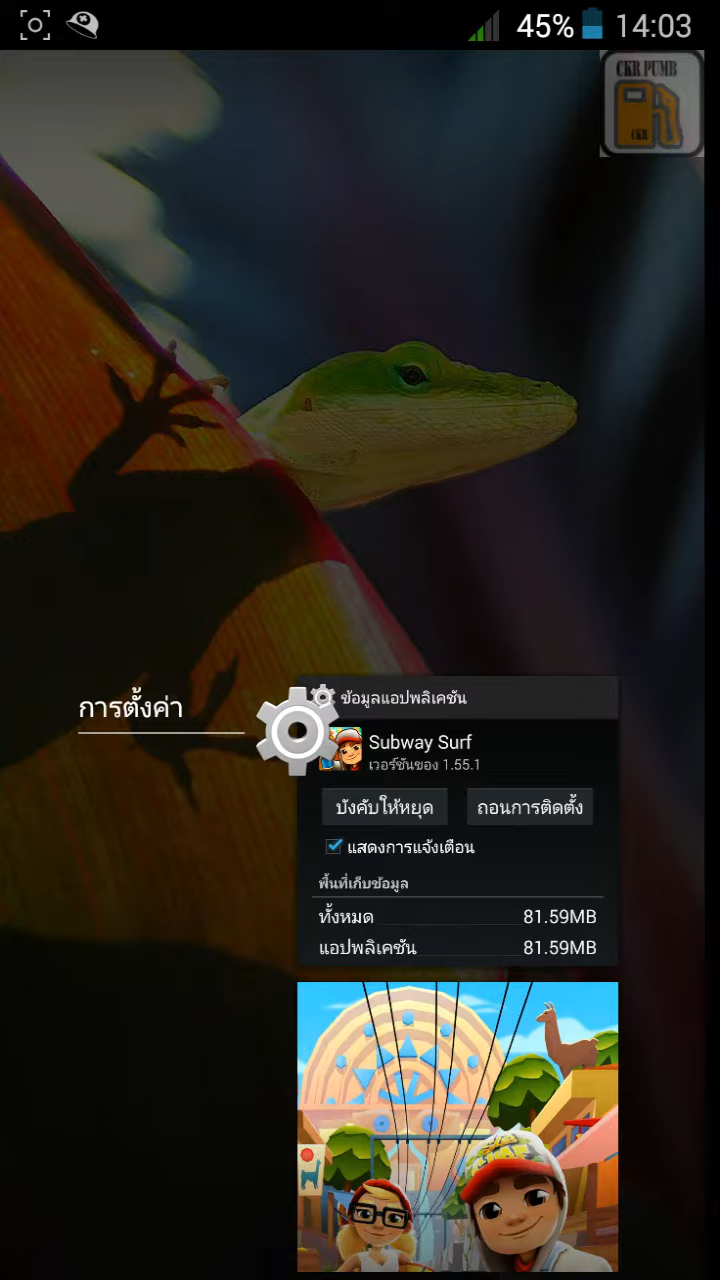 45% 14:03
CKR PUMB
CKR
การตั้งค่า
ข้อมูลแอปพลิเคชัน
Subway Surf
เวอร์ชันของ 1.55.1
บังคับให้หยุด ถอนการติดตั้ง
แสดงการแจ้งเตือน
พื้นที่เก็บข้อมูล
ทั้งหมด 81.59MB
แอปพลิเคชัน 81.59MB